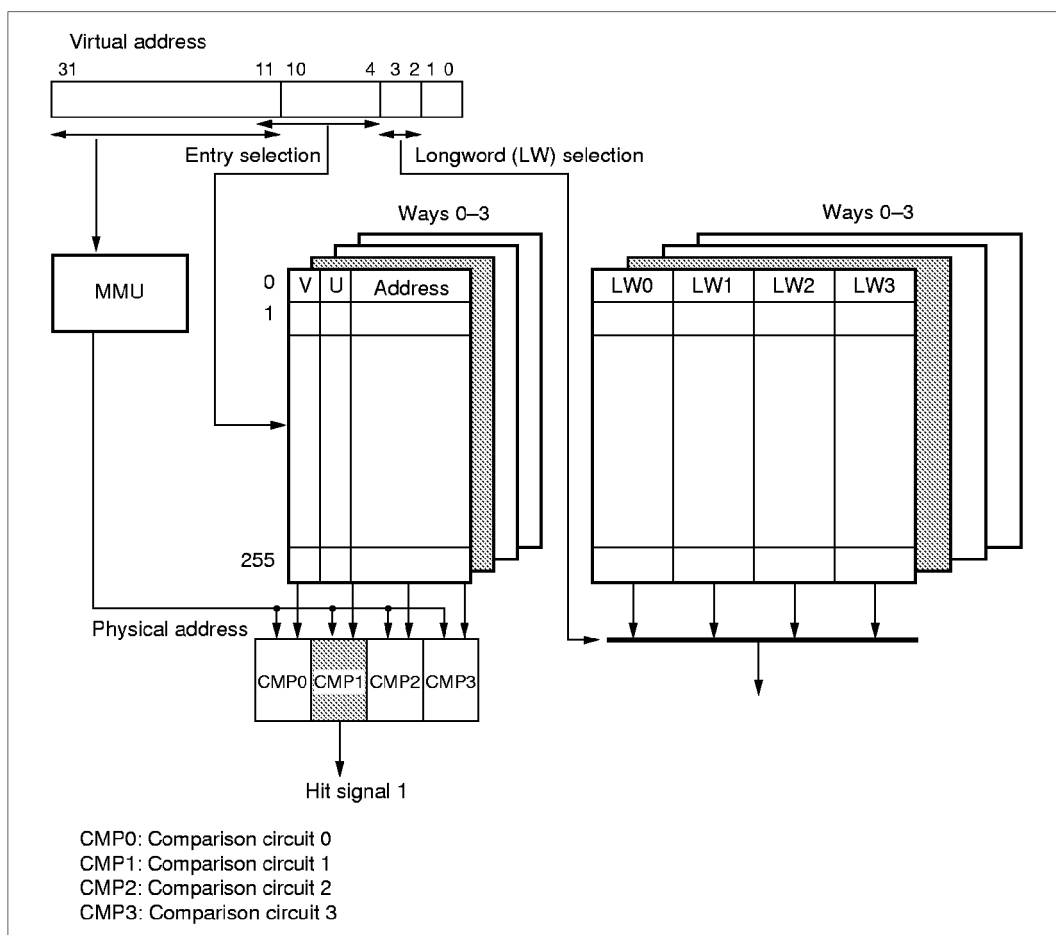 Virtual address
31 11 10 4 3 2 1 0
Entry selection
Longword (LW) selection
Ways 0–3
Ways 0–3
MMU
0
V U Address
LW0 LW1 LW2 LW3
1
255
Physical address
CMP0 CMP1 CMP2 CMP3
Hit signal 1
CMP0: Comparison circuit 0
CMP1: Comparison circuit 1
CMP2: Comparison circuit 2
CMP3: Comparison circuit 3